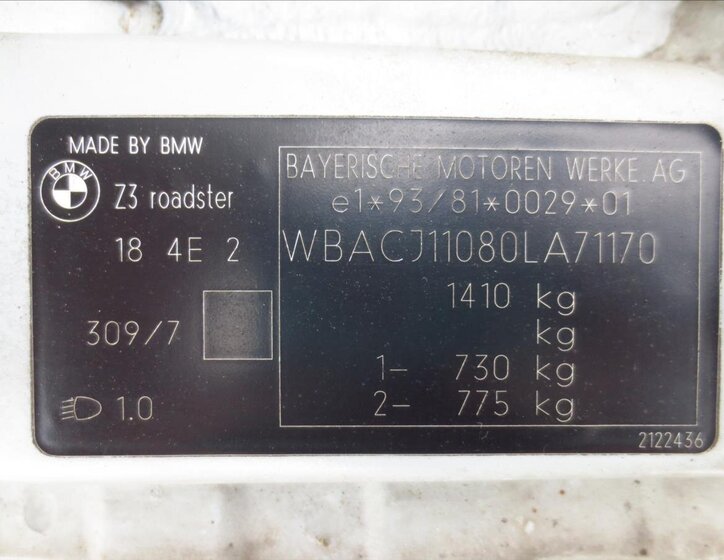 MADE BY BMW
BMW
Z3 roadster
18 4E 2
309/7
1.0
BAYERISCHE MOTOREN WERKE AG
e1*93/81*0029*01
WBACJ11080LA71170
1410 kg
kg
1- 730 kg
2- 775 kg
2122436